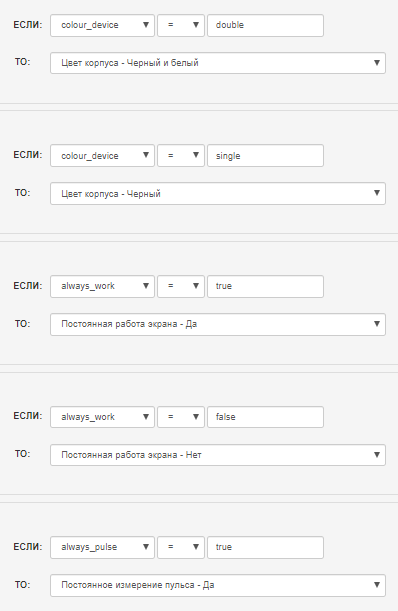 ЕСЛИ: colour_device = double
ТО: Цвет корпуса - Черный и белый
ЕСЛИ: colour_device = single
ТО: Цвет корпуса - Черный
ЕСЛИ: always_work = true
ТО: Постоянная работа экрана - Да
ЕСЛИ: always_work = false
ТО: Постоянная работа экрана - Нет
ЕСЛИ: always_pulse = true
ТО: Постоянное измерение пульса - Да